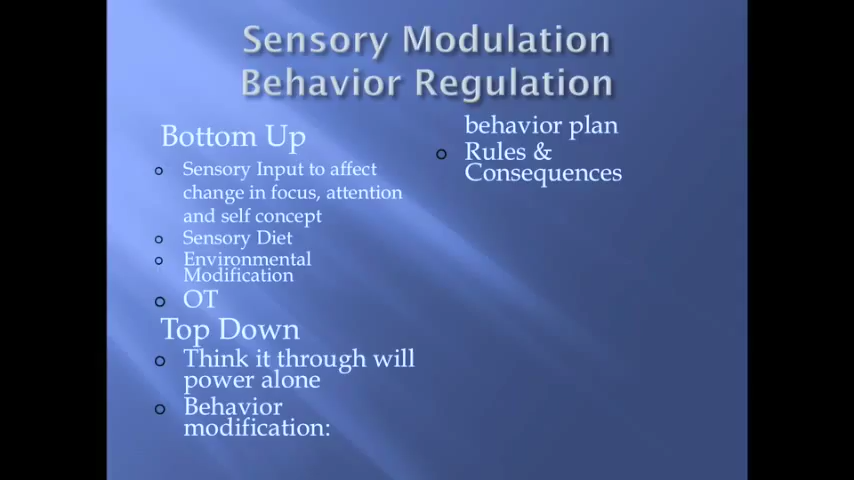 Sensory Modulation
Behavior Regulation
Bottom Up
Sensory Input to affect
change in focus, attention
and self concept
Sensory Diet
Environmental
Modification
OT
Top Down
Think it through will
power alone
Behavior
modification:
behavior plan
Rules &
Consequences